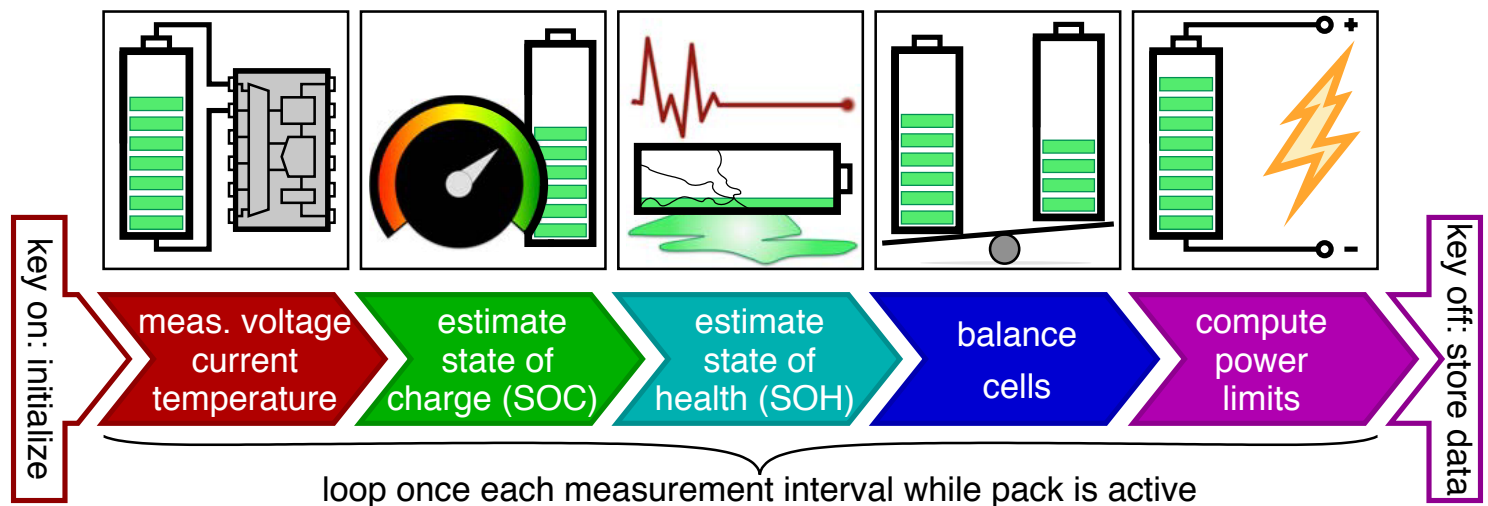 key on: initialize
meas. voltage
current
temperature
estimate
state of
charge (SOC)
estimate
state of
health (SOH)
balance
cells
compute
power
limits
key off: store data
loop once each measurement interval while pack is active
+
−